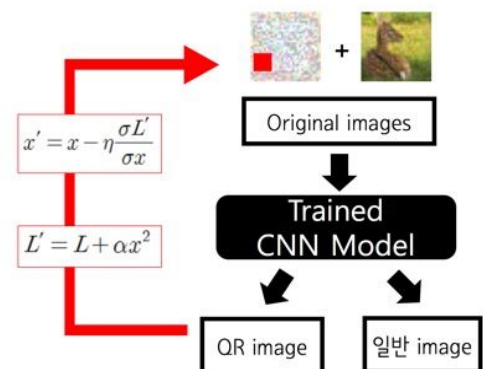 +
Original images
x' = x - η σL'/σx
Trained
CNN Model
L' = L + αx²
QR image
일반 image